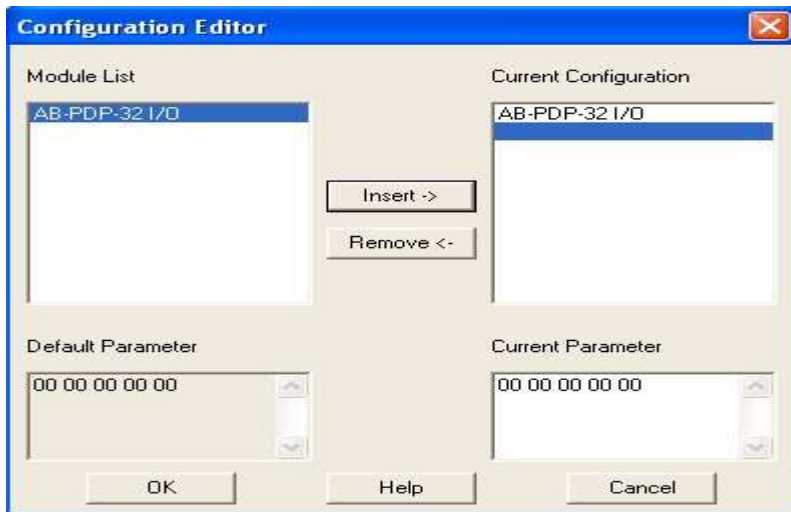 Configuration Editor
Module List
Current Configuration
AB-PDP-32 I/O
AB-PDP-32 I/O
Insert ->
Remove <-
Default Parameter
Current Parameter
00 00 00 00 00
00 00 00 00 00
OK
Help
Cancel